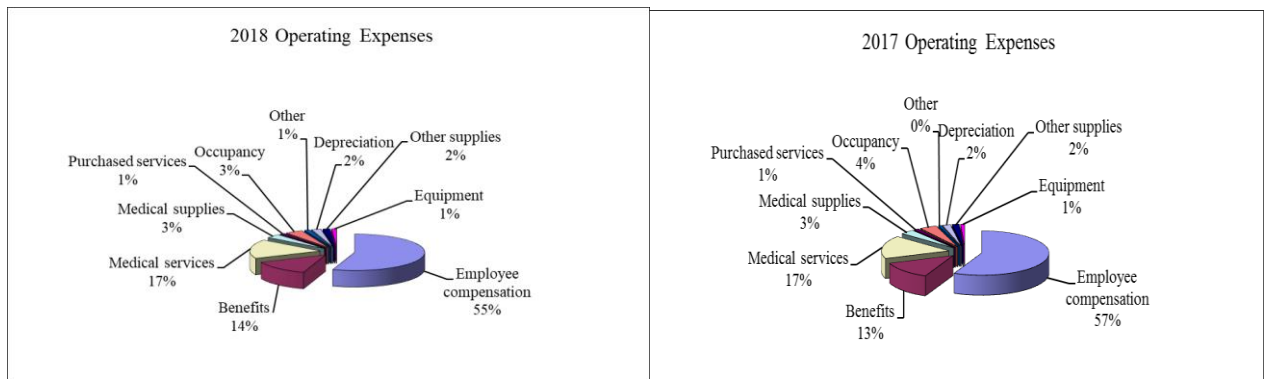 2018 Operating Expenses
Other
1%
Depreciation
2%
Other supplies
2%
Occupancy
3%
Purchased services
1%
Equipment
1%
Medical supplies
3%
Medical services
17%
Employee
compensation
55%
Benefits
14%
2017 Operating Expenses
Other
0%
Depreciation
2%
Other supplies
2%
Occupancy
4%
Purchased services
1%
Equipment
1%
Medical supplies
3%
Medical services
17%
Employee
compensation
57%
Benefits
13%